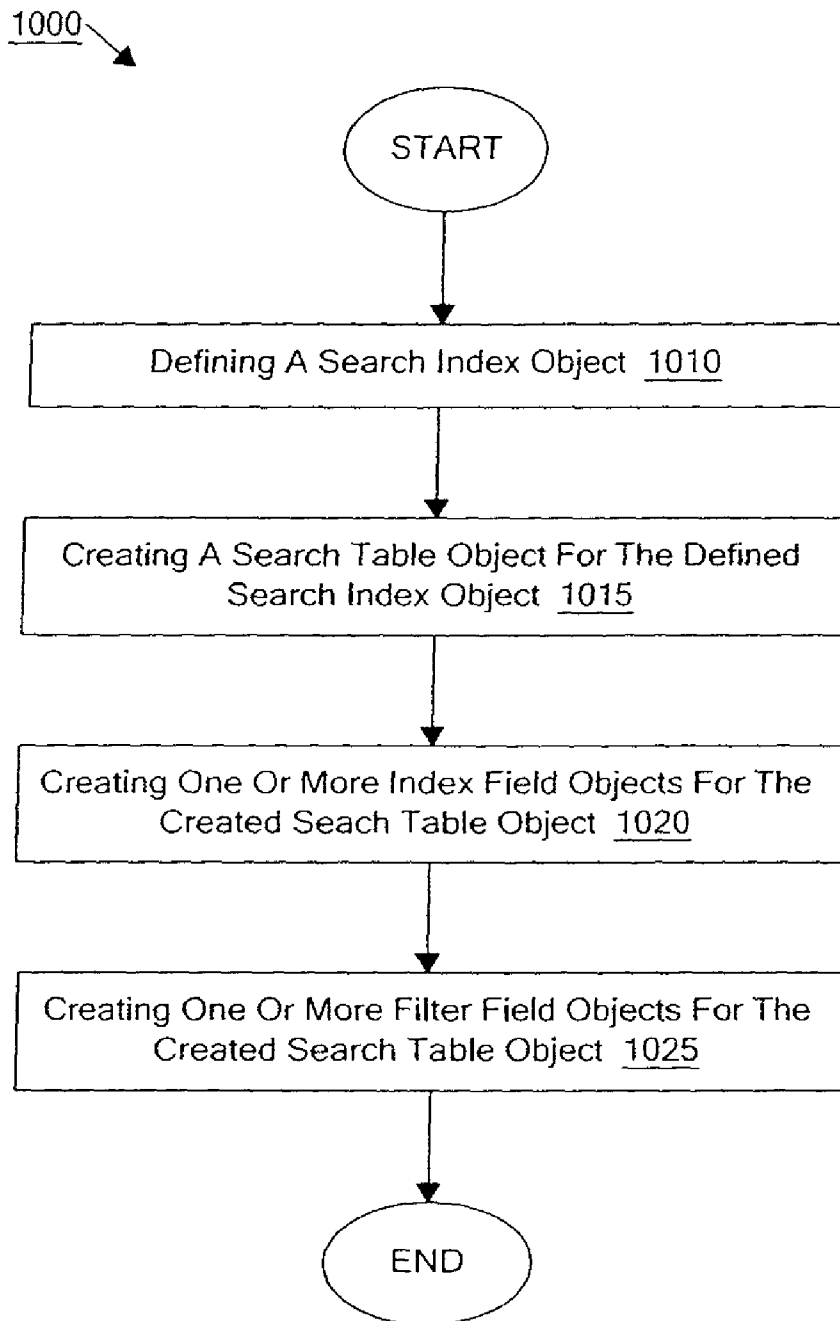 1000
START
Defining A Search Index Object 1010
Creating A Search Table Object For The Defined
Search Index Object 1015
Creating One Or More Index Field Objects For The
Created Seach Table Object 1020
Creating One Or More Filter Field Objects For The
Created Search Table Object 1025
END